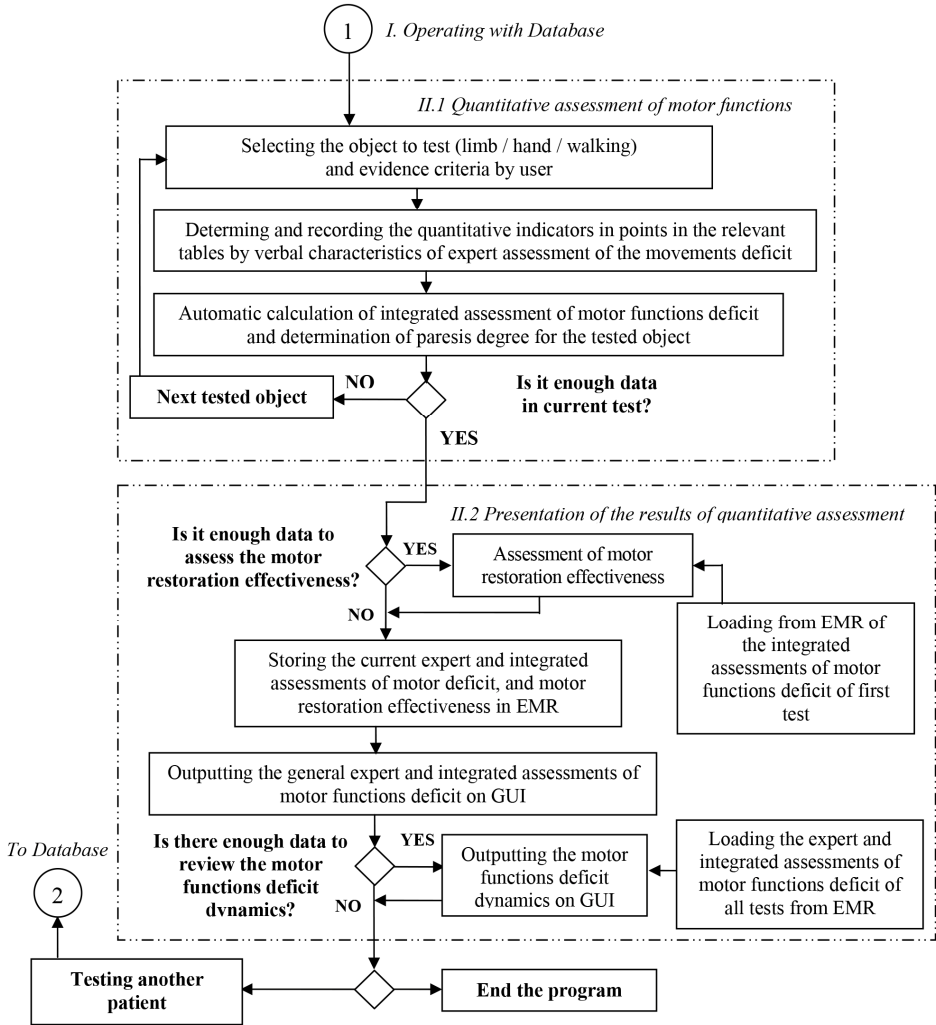 1
I. Operating with Database
II.1 Quantitative assessment of motor functions
Selecting the object to test (limb / hand / walking)
and evidence criteria by user
Determing and recording the quantitative indicators in points in the relevant
tables by verbal characteristics of expert assessment of the movements deficit
Automatic calculation of integrated assessment of motor functions deficit
and determination of paresis degree for the tested object
NO
Next tested object
Is it enough data
in current test?
YES
II.2 Presentation of the results of quantitative assessment
Is it enough data to
assess the motor
restoration effectiveness?
YES
Assessment of motor
restoration effectiveness
NO
Loading from EMR of
the integrated
assessments of motor
functions deficit of first
test
Storing the current expert and integrated
assessments of motor deficit, and motor
restoration effectiveness in EMR
Outputting the general expert and integrated assessments of
motor functions deficit on GUI
Is there enough data to
review the motor
functions deficit
dynamics?
YES
Outputting the motor
functions deficit
dynamics on GUI
NO
Loading the expert and
integrated assessments of
motor functions deficit of
all tests from EMR
To Database
2
Testing another
patient
End the program